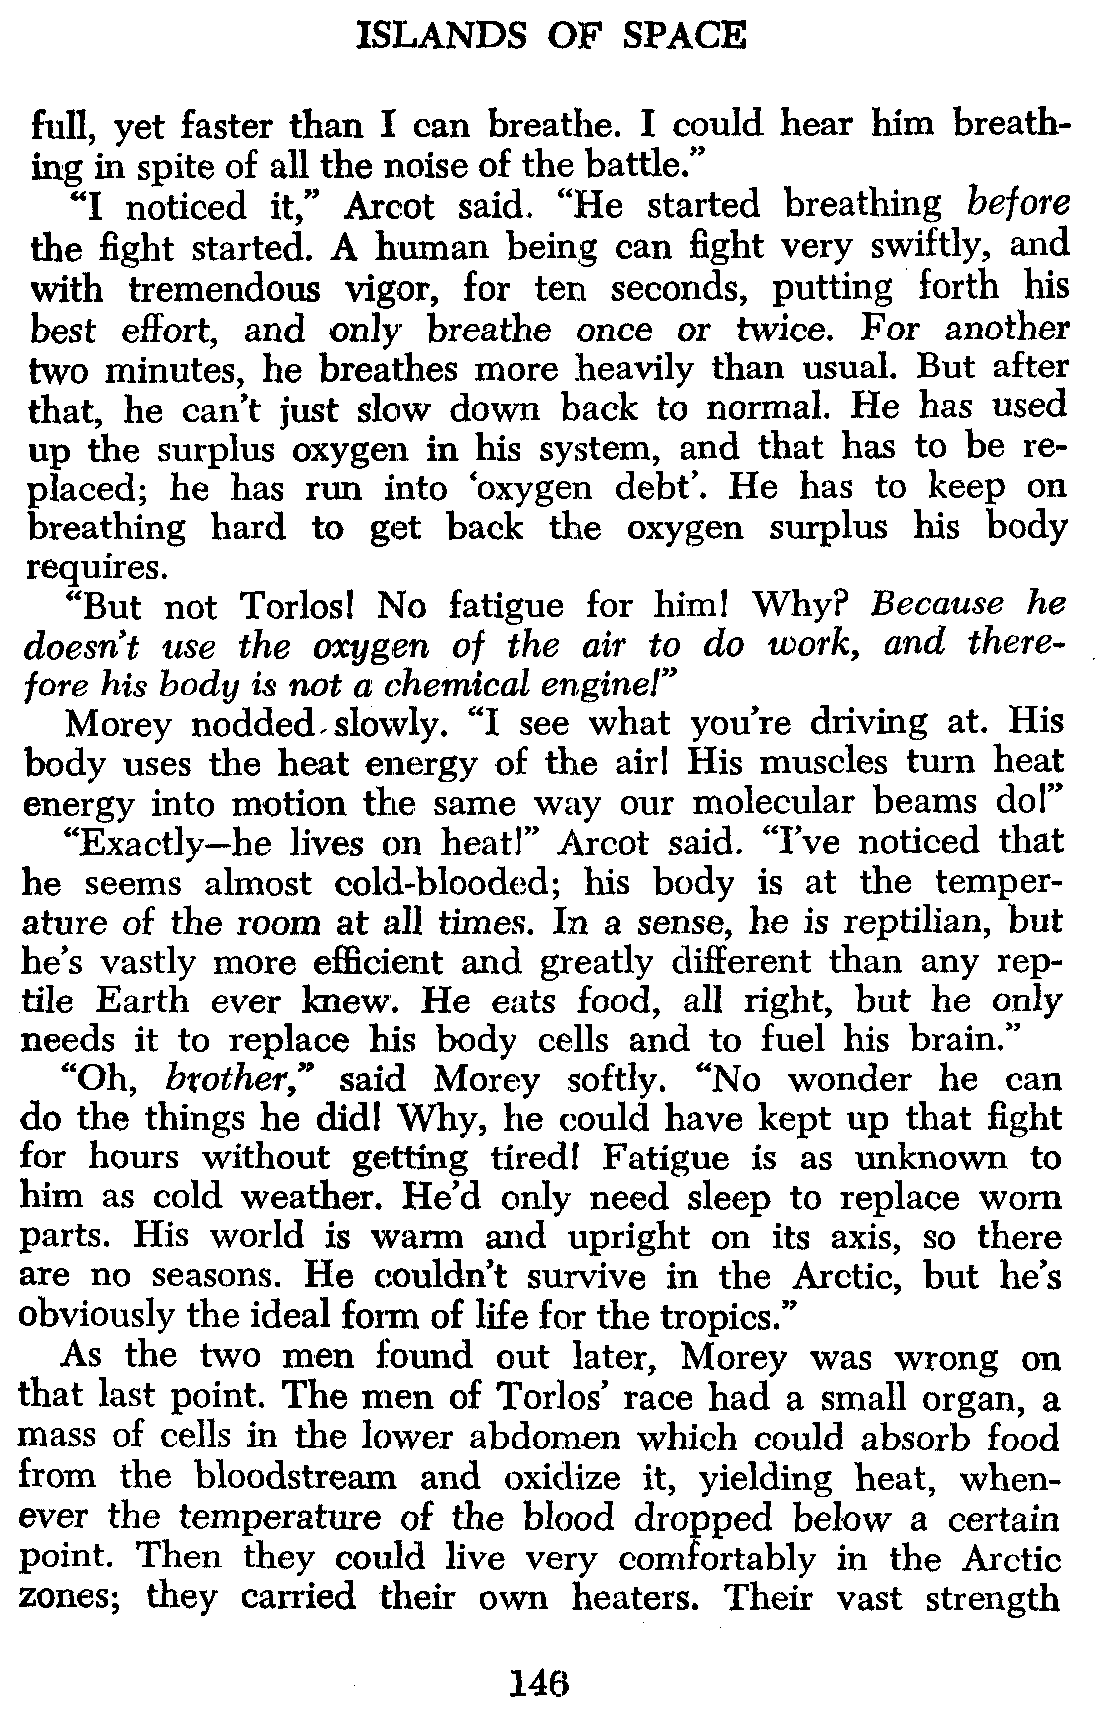 ISLANDS OF SPACE
full, yet faster than I can breathe. I could hear him breath-
ing in spite of all the noise of the battle.”
“I noticed it,” Arcot said. “He started breathing before
the fight started. A human being can fight very swiftly, and
with tremendous vigor, for ten seconds, putting forth his
best effort, and only breathe once or twice. For another
two minutes, he breathes more heavily than usual. But after
that, he can’t just slow down back to normal. He has used
up the surplus oxygen in his system, and that has to be re-
placed; he has run into ‘oxygen debt’. He has to keep on
breathing hard to get back the oxygen surplus his body
requires.
“But not Torlos! No fatigue for him! Why? Because he
doesn’t use the oxygen of the air to do work, and there-
fore his body is not a chemical engine!”
Morey nodded slowly. “I see what you’re driving at. His
body uses the heat energy of the air! His muscles turn heat
energy into motion the same way our molecular beams do!”
“Exactly—he lives on heat!” Arcot said. “I’ve noticed that
he seems almost cold-blooded; his body is at the temper-
ature of the room at all times. In a sense, he is reptilian, but
he’s vastly more efficient and greatly different than any rep-
tile Earth ever knew. He eats food, all right, but he only
needs it to replace his body cells and to fuel his brain.”
“Oh, brother,” said Morey softly. “No wonder he can
do the things he did! Why, he could have kept up that fight
for hours without getting tired! Fatigue is as unknown to
him as cold weather. He’d only need sleep to replace worn
parts. His world is warm and upright on its axis, so there
are no seasons. He couldn’t survive in the Arctic, but he’s
obviously the ideal form of life for the tropics.”
As the two men found out later, Morey was wrong on
that last point. The men of Torlos’ race had a small organ, a
mass of cells in the lower abdomen which could absorb food
from the bloodstream and oxidize it, yielding heat, when-
ever the temperature of the blood dropped below a certain
point. Then they could live very comfortably in the Arctic
zones; they carried their own heaters. Their vast strength
146